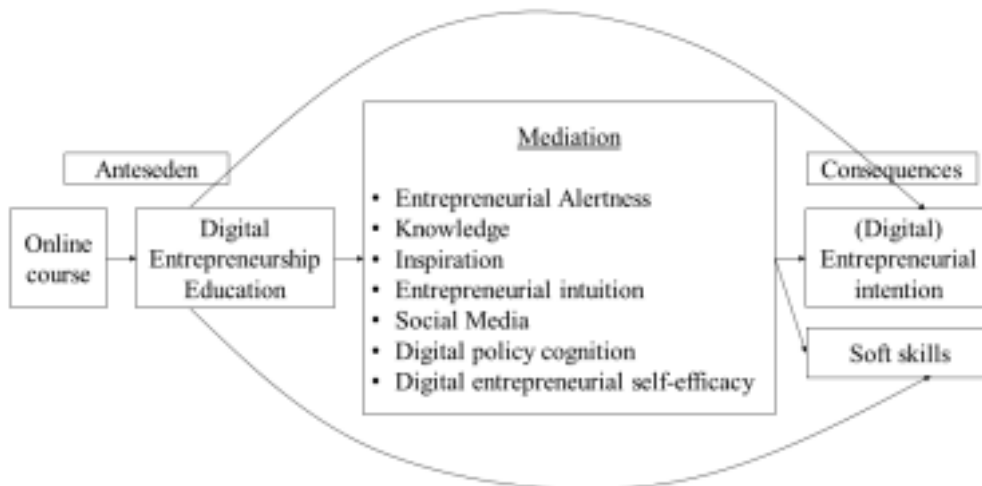 Anteseden
Online
course
Digital
Entrepreneurship
Education
Mediation
• Entrepreneurial Alertness
• Knowledge
• Inspiration
• Entrepreneurial intuition
• Social Media
• Digital policy cognition
• Digital entrepreneurial self-efficacy
Consequences
(Digital)
Entrepreneurial
intention
Soft skills